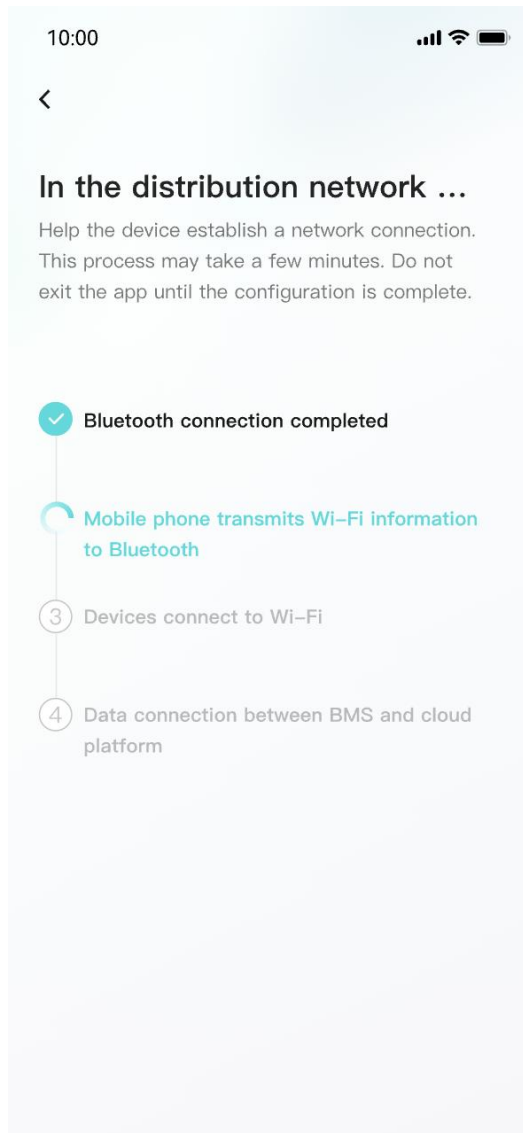 10:00
In the distribution network ...
Help the device establish a network connection.
This process may take a few minutes. Do not
exit the app until the configuration is complete.
Bluetooth connection completed
Mobile phone transmits Wi-Fi information
to Bluetooth
3 Devices connect to Wi-Fi
4 Data connection between BMS and cloud
platform